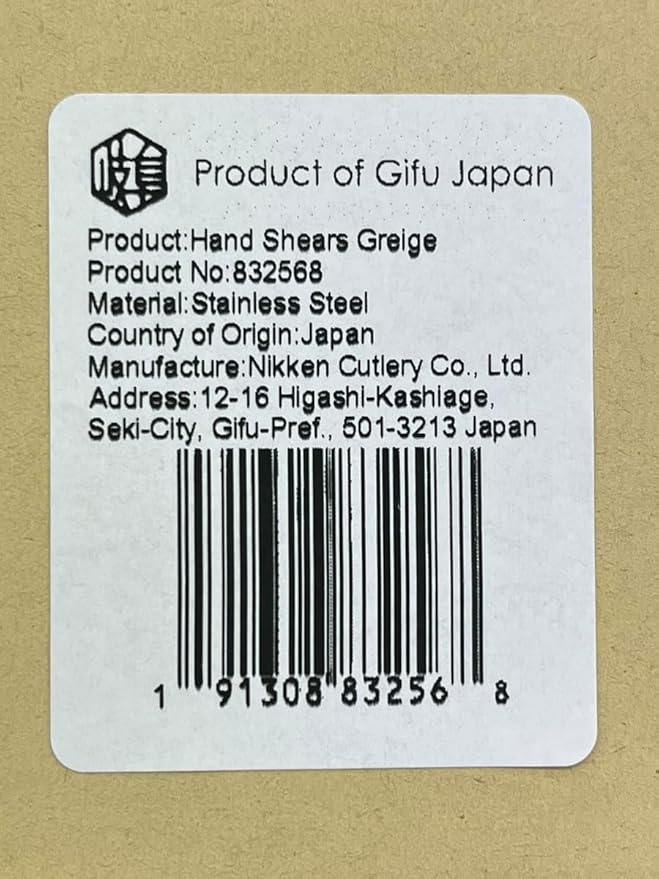 岐阜
Product of Gifu Japan
Product:Hand Shears Greige
Product No:832568
Material:Stainless Steel
Country of Origin:Japan
Manufacture:Nikken Cutlery Co., Ltd.
Address:12-16 Higashi-Kashiage,
Seki-City, Gifu-Pref., 501-3213 Japan
1 91308 83256 8